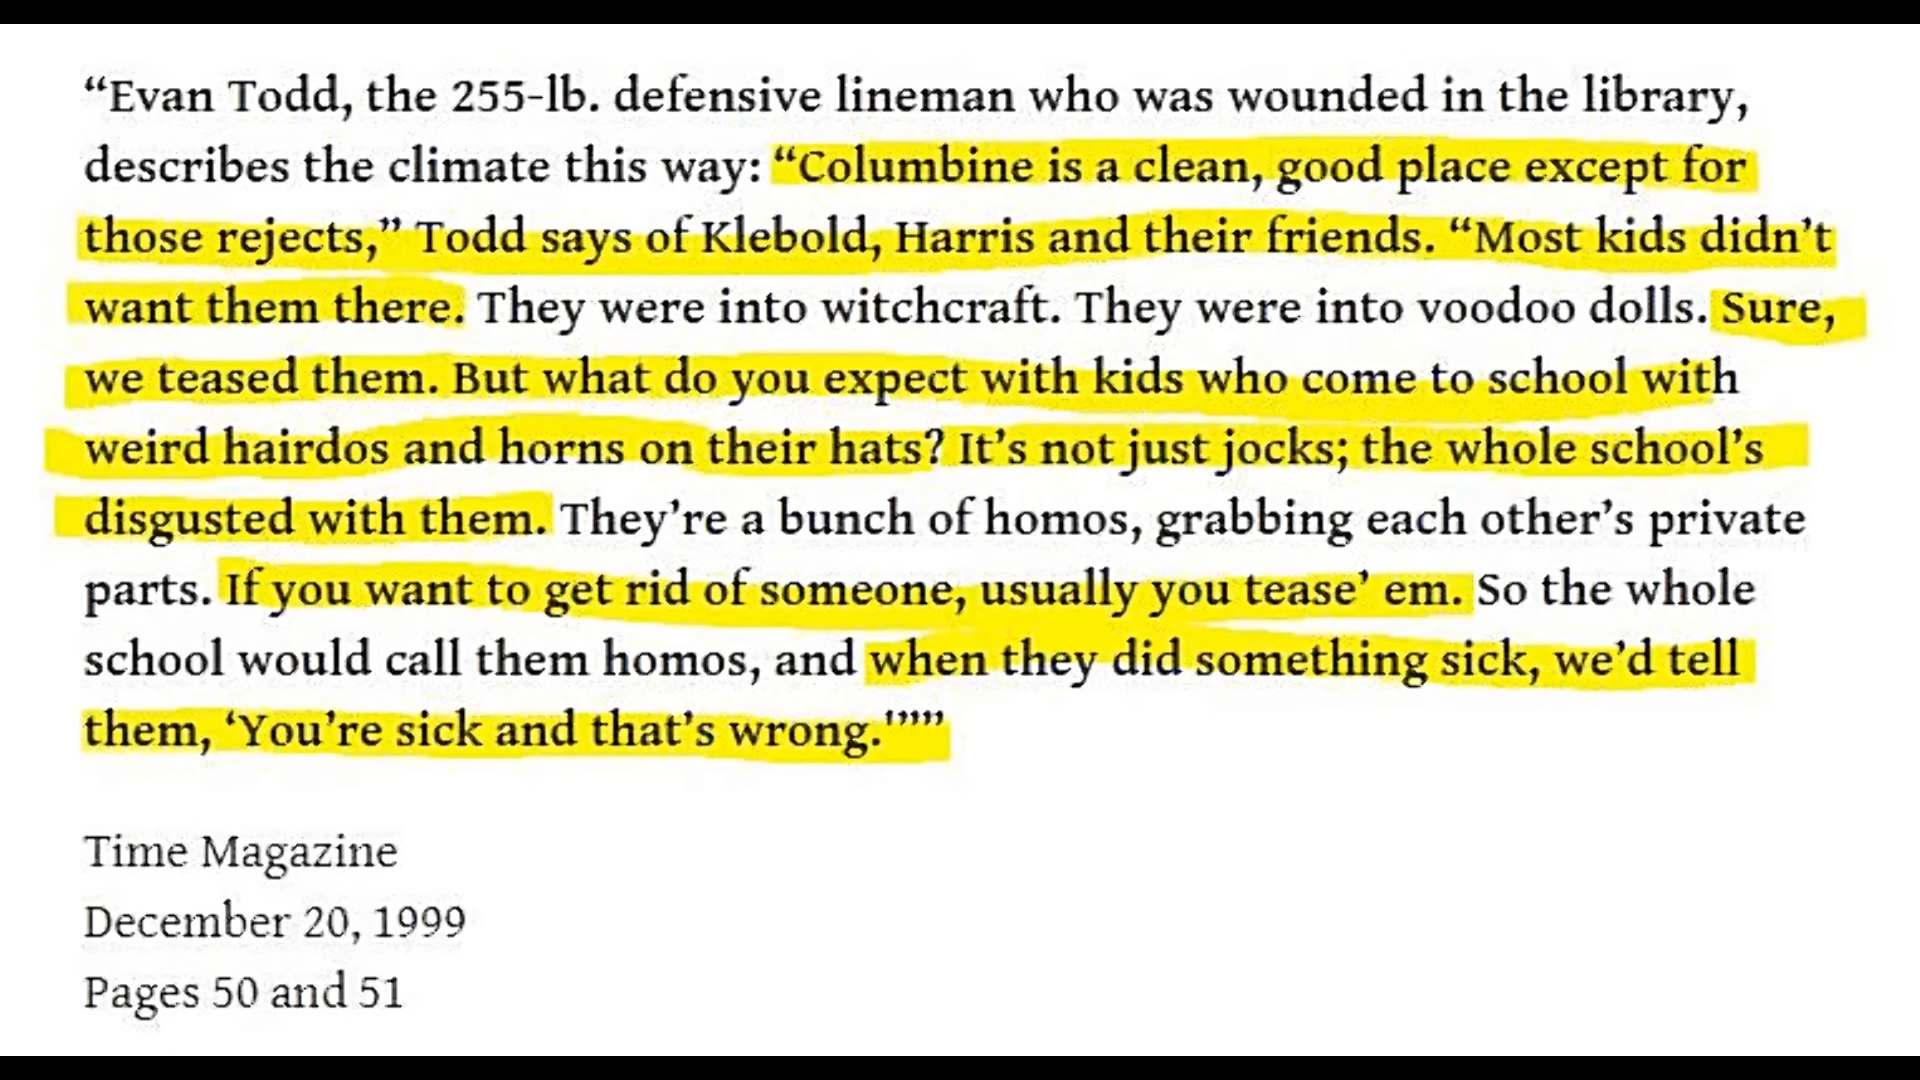 “Evan Todd, the 255-lb. defensive lineman who was wounded in the library,
describes the climate this way: “Columbine is a clean, good place except for
those rejects,” Todd says of Klebold, Harris and their friends. “Most kids didn’t
want them there. They were into witchcraft. They were into voodoo dolls. Sure,
we teased them. But what do you expect with kids who come to school with
weird hairdos and horns on their hats? It’s not just jocks; the whole school’s
disgusted with them. They’re a bunch of homos, grabbing each other’s private
parts. If you want to get rid of someone, usually you tease’ em. So the whole
school would call them homos, and when they did something sick, we’d tell
them, ‘You’re sick and that’s wrong.'””
Time Magazine
December 20, 1999
Pages 50 and 51